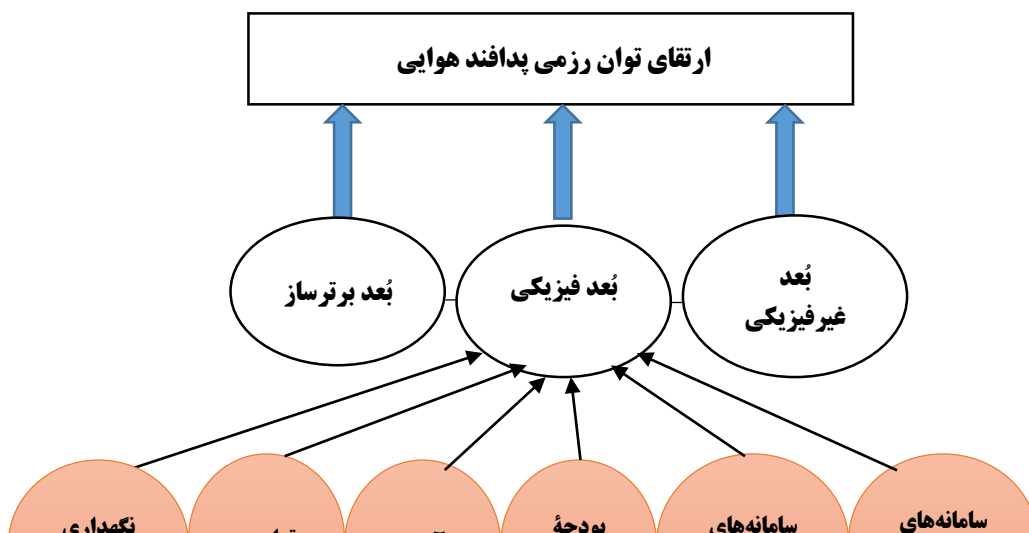 ارتقای توان رزمی پدافند هوایی
بُعد
غیرفیزیکی
بُعد فیزیکی
بُعد برترساز
سامانه‌های
سامانه‌های
بودجهٔ
نگهداری